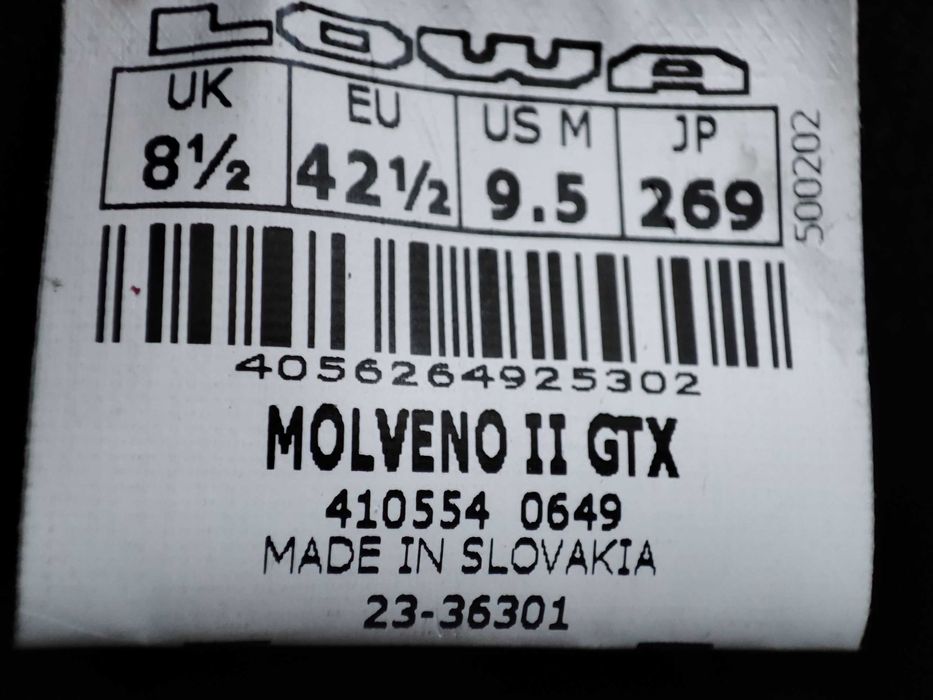 LOWA
UK EU US M JP
8½ 42½ 9.5 269
500202
4056264925302
MOLVENO II GTX
410554 0649
MADE IN SLOVAKIA
23-36301